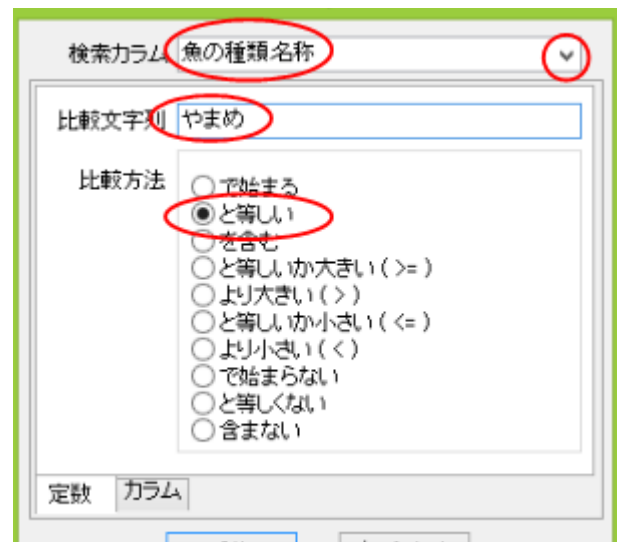 検索カラム 魚の種類名称
比較文字列 やまめ
比較方法
で始まる
と等しい
を含む
と等しいか大きい(>=)
より大きい(>)
と等しいか小さい(<=)
より小さい(<)
で始まらない
と等しくない
含まない
定数 カラム